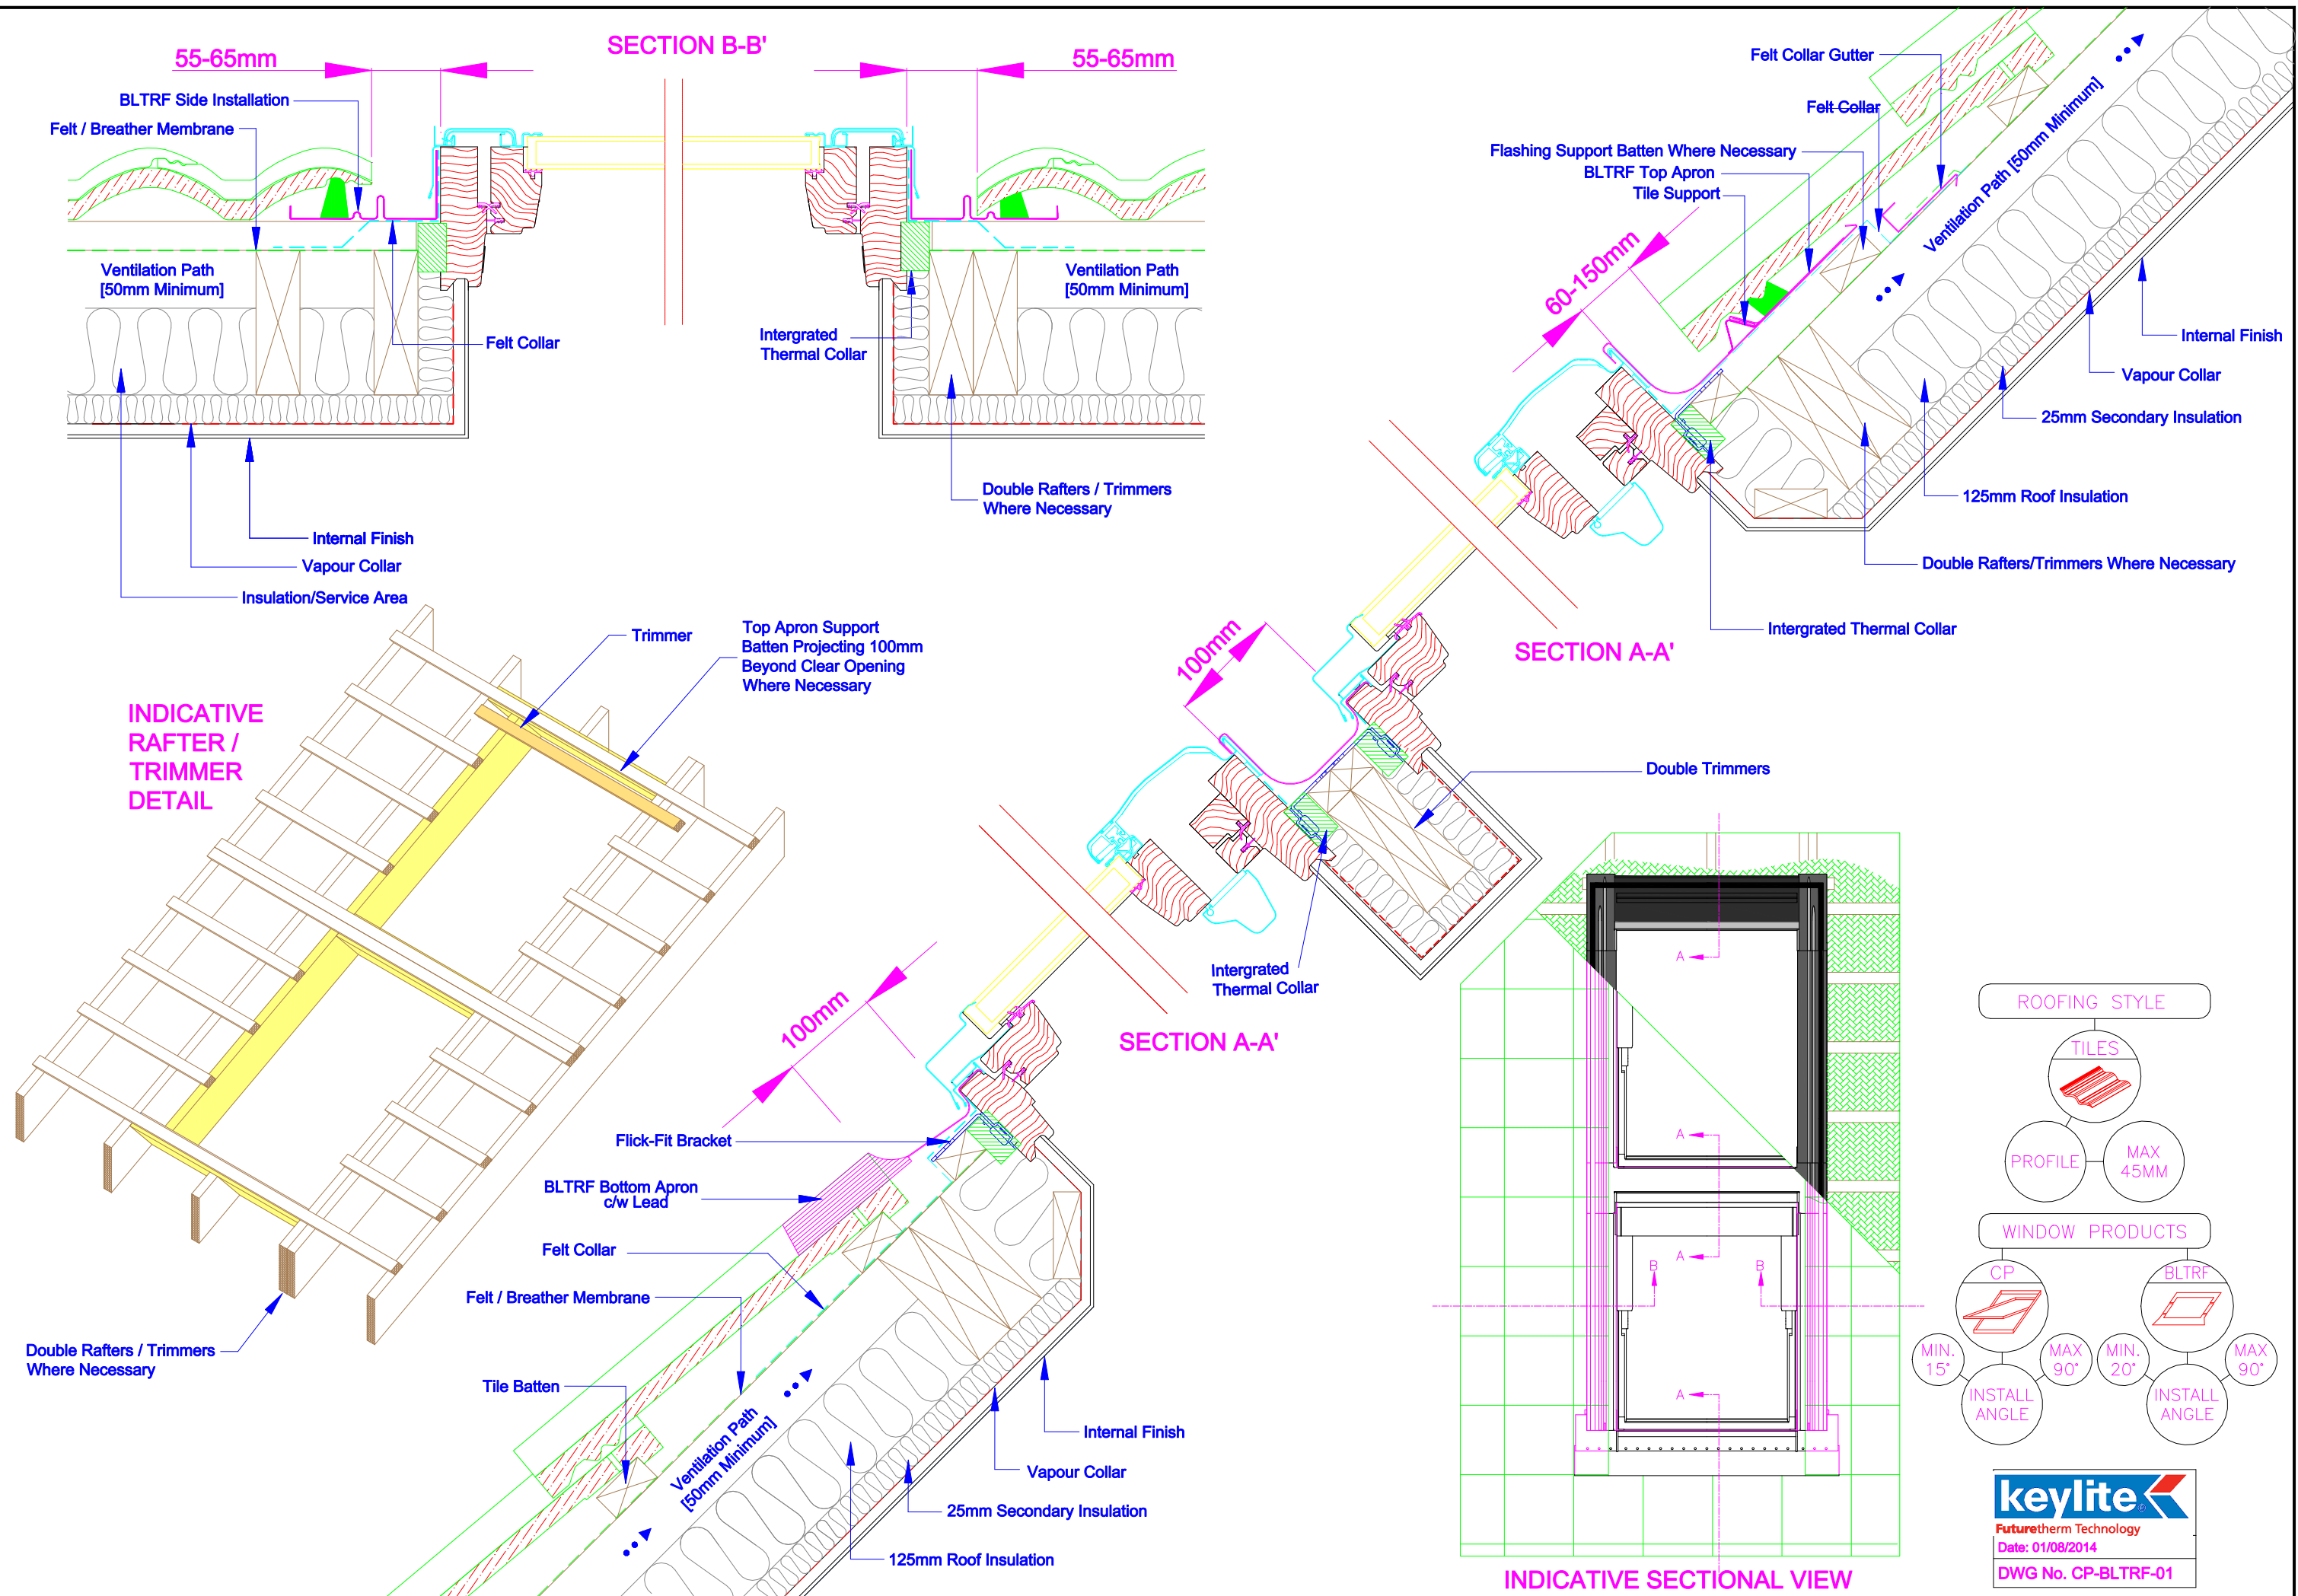 SECTION B-B'
55-65mm
55-65mm
BLTRF Side Installation
Felt / Breather Membrane
Ventilation Path
[50mm Minimum]
Ventilation Path
[50mm Minimum]
Felt Collar
Intergrated
Thermal Collar
Double Rafters / Trimmers
Where Necessary
Internal Finish
Vapour Collar
Insulation/Service Area
Felt Collar Gutter
Felt Collar
Flashing Support Batten Where Necessary
BLTRF Top Apron
Tile Support
Ventilation Path [50mm Minimum]
60-150mm
Internal Finish
Vapour Collar
25mm Secondary Insulation
125mm Roof Insulation
Double Rafters/Trimmers Where Necessary
Intergrated Thermal Collar
SECTION A-A'
INDICATIVE
RAFTER /
TRIMMER
DETAIL
Trimmer
Top Apron Support
Batten Projecting 100mm
Beyond Clear Opening
Where Necessary
Double Rafters / Trimmers
Where Necessary
100mm
Double Trimmers
Intergrated
Thermal Collar
SECTION A-A'
100mm
Flick-Fit Bracket
BLTRF Bottom Apron
c/w Lead
Felt Collar
Felt / Breather Membrane
Tile Batten
Ventilation Path
[50mm Minimum]
Internal Finish
Vapour Collar
25mm Secondary Insulation
125mm Roof Insulation
A
A
A
B
B
A
INDICATIVE SECTIONAL VIEW
ROOFING STYLE
TILES
PROFILE
MAX
45MM
WINDOW PRODUCTS
CP
BLTRF
MIN.
15°
MAX
90°
MIN.
20°
MAX
90°
INSTALL
ANGLE
INSTALL
ANGLE
keylite®
Futuretherm Technology
Date: 01/08/2014
DWG No. CP-BLTRF-01